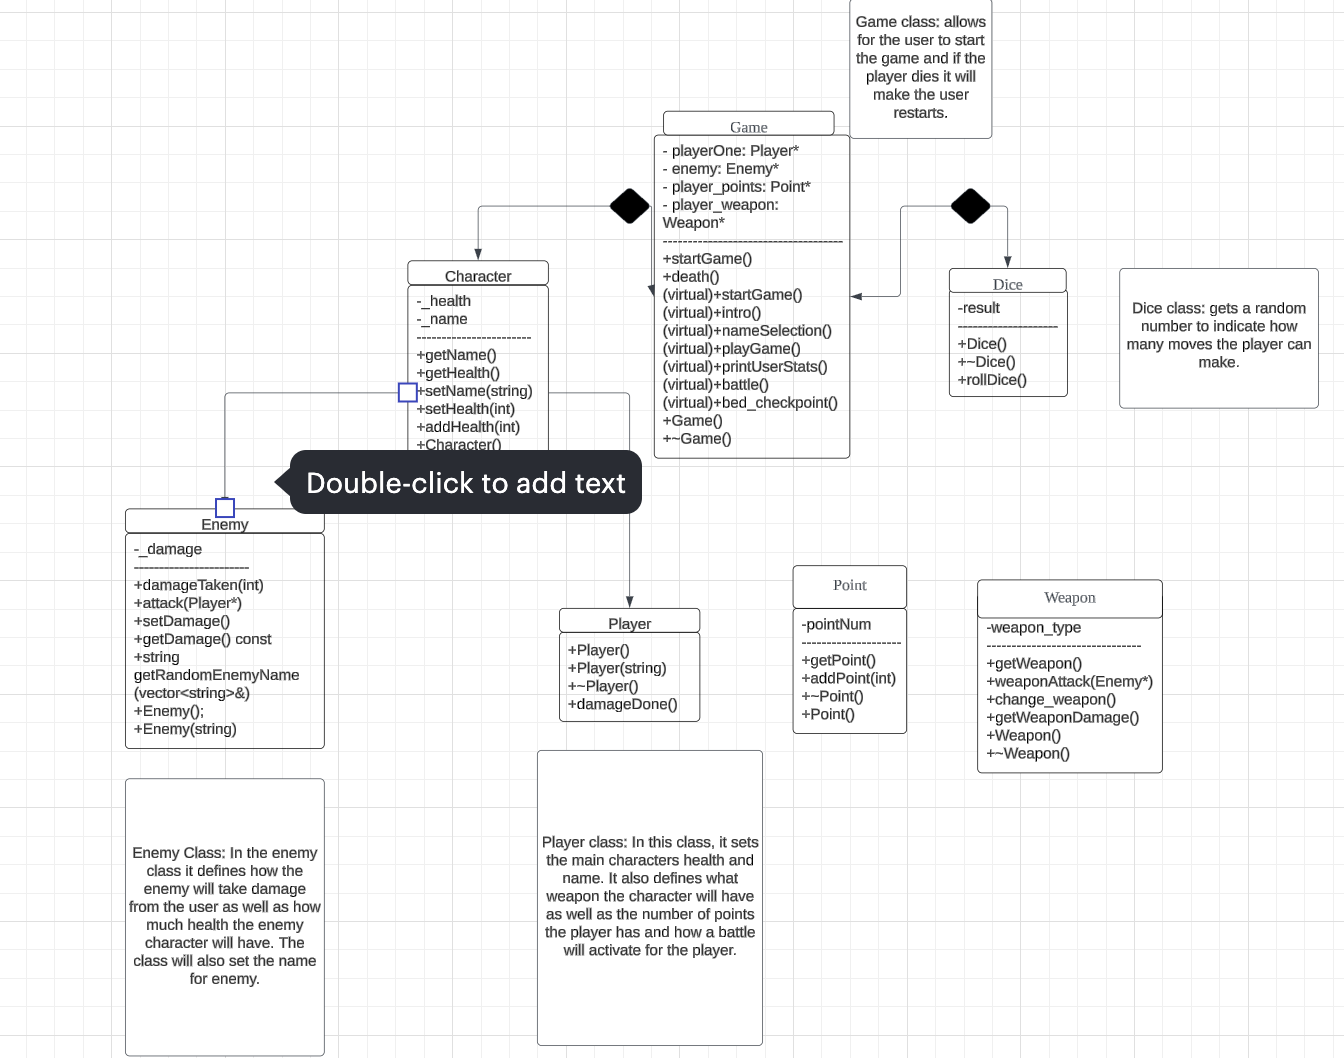 Game class: allows
for the user to start
the game and if the
player dies it will
make the user
restarts.
Game
- playerOne: Player*
- enemy: Enemy*
- player_points: Point*
- player_weapon:
Weapon*
------------------------------------
+startGame()
+death()
(virtual)+startGame()
(virtual)+intro()
(virtual)+nameSelection()
(virtual)+playGame()
(virtual)+printUserStats()
(virtual)+battle()
(virtual)+bed_checkpoint()
+Game()
+~Game()
Character
-_health
-_name
-----------------------
+getName()
+getHealth()
+setName(string)
+setHealth(int)
+addHealth(int)
+Character()
Dice
-result
--------------------
+Dice()
+~Dice()
+rollDice()
Dice class: gets a random
number to indicate how
many moves the player can
make.
Double-click to add text
Enemy
-_damage
-----------------------
+damageTaken(int)
+attack(Player*)
+setDamage()
+getDamage() const
+string
getRandomEnemyName
(vector<string>&)
+Enemy();
+Enemy(string)
Player
+Player()
+Player(string)
+~Player()
+damageDone()
Point
-pointNum
--------------------
+getPoint()
+addPoint(int)
+~Point()
+Point()
Weapon
-weapon_type
-------------------------------
+getWeapon()
+weaponAttack(Enemy*)
+change_weapon()
+getWeaponDamage()
+Weapon()
+~Weapon()
Enemy Class: In the enemy
class it defines how the
enemy will take damage
from the user as well as how
much health the enemy
character will have. The
class will also set the name
for enemy.
Player class: In this class, it sets
the main characters health and
name. It also defines what
weapon the character will have
as well as the number of points
the player has and how a battle
will activate for the player.